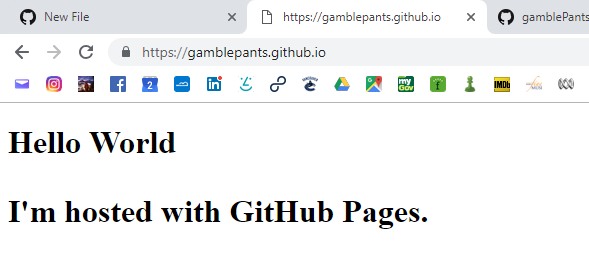 New File
https://gamblepants.github.io
gamblePants
https://gamblepants.github.io
2
in
my
Gov
IMDb
Hello World
I'm hosted with GitHub Pages.